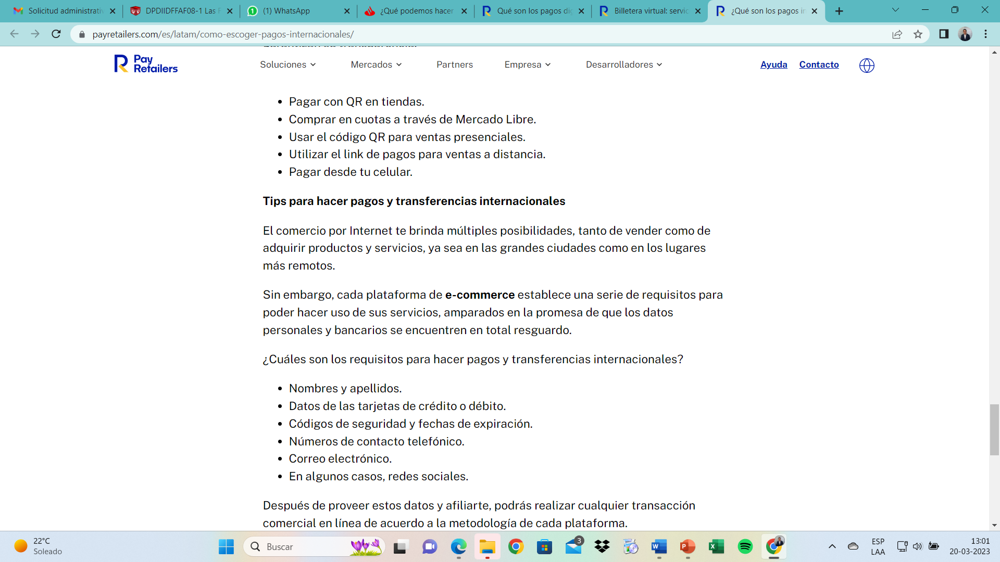 Solicitud administrativ
DPDIIDFFAF08-1 Las F
(1) WhatsApp
¿Qué podemos hacer
Qué son los pagos dig
Billetera virtual: servic
¿Qué son los pagos in
payretailers.com/es/latam/como-escoger-pagos-internacionales/
Pay
Retailers
Soluciones
Mercados
Partners
Empresa
Desarrolladores
Ayuda
Contacto
• Pagar con QR en tiendas.
• Comprar en cuotas a través de Mercado Libre.
• Usar el código QR para ventas presenciales.
• Utilizar el link de pagos para ventas a distancia.
• Pagar desde tu celular.
Tips para hacer pagos y transferencias internacionales
El comercio por Internet te brinda múltiples posibilidades, tanto de vender como de
adquirir productos y servicios, ya sea en las grandes ciudades como en los lugares
más remotos.
Sin embargo, cada plataforma de e-commerce establece una serie de requisitos para
poder hacer uso de sus servicios, amparados en la promesa de que los datos
personales y bancarios se encuentren en total resguardo.
¿Cuáles son los requisitos para hacer pagos y transferencias internacionales?
• Nombres y apellidos.
• Datos de las tarjetas de crédito o débito.
• Códigos de seguridad y fechas de expiración.
• Números de contacto telefónico.
• Correo electrónico.
• En algunos casos, redes sociales.
Después de proveer estos datos y afiliarte, podrás realizar cualquier transacción
comercial en línea de acuerdo a la metodología de cada plataforma.
22°C
Soleado
Buscar
3
ESP
LAA
13:01
20-03-2023